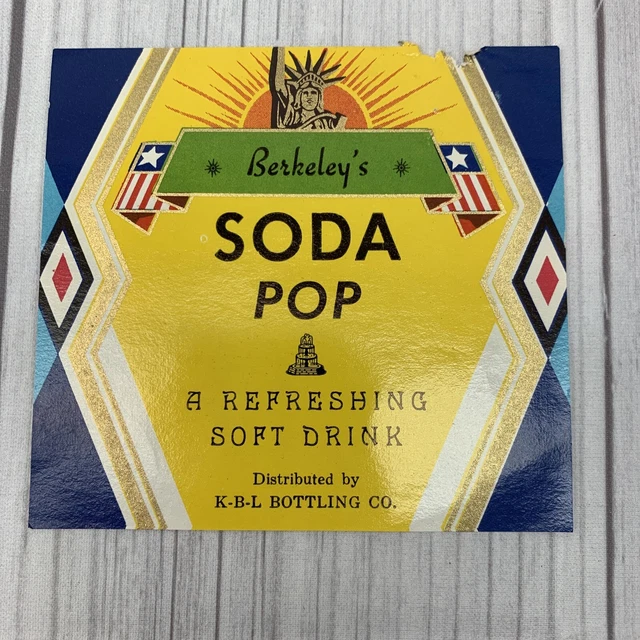 Berkeley's
SODA
POP
A REFRESHING
SOFT DRINK
Distributed by
K-B-L BOTTLING CO.